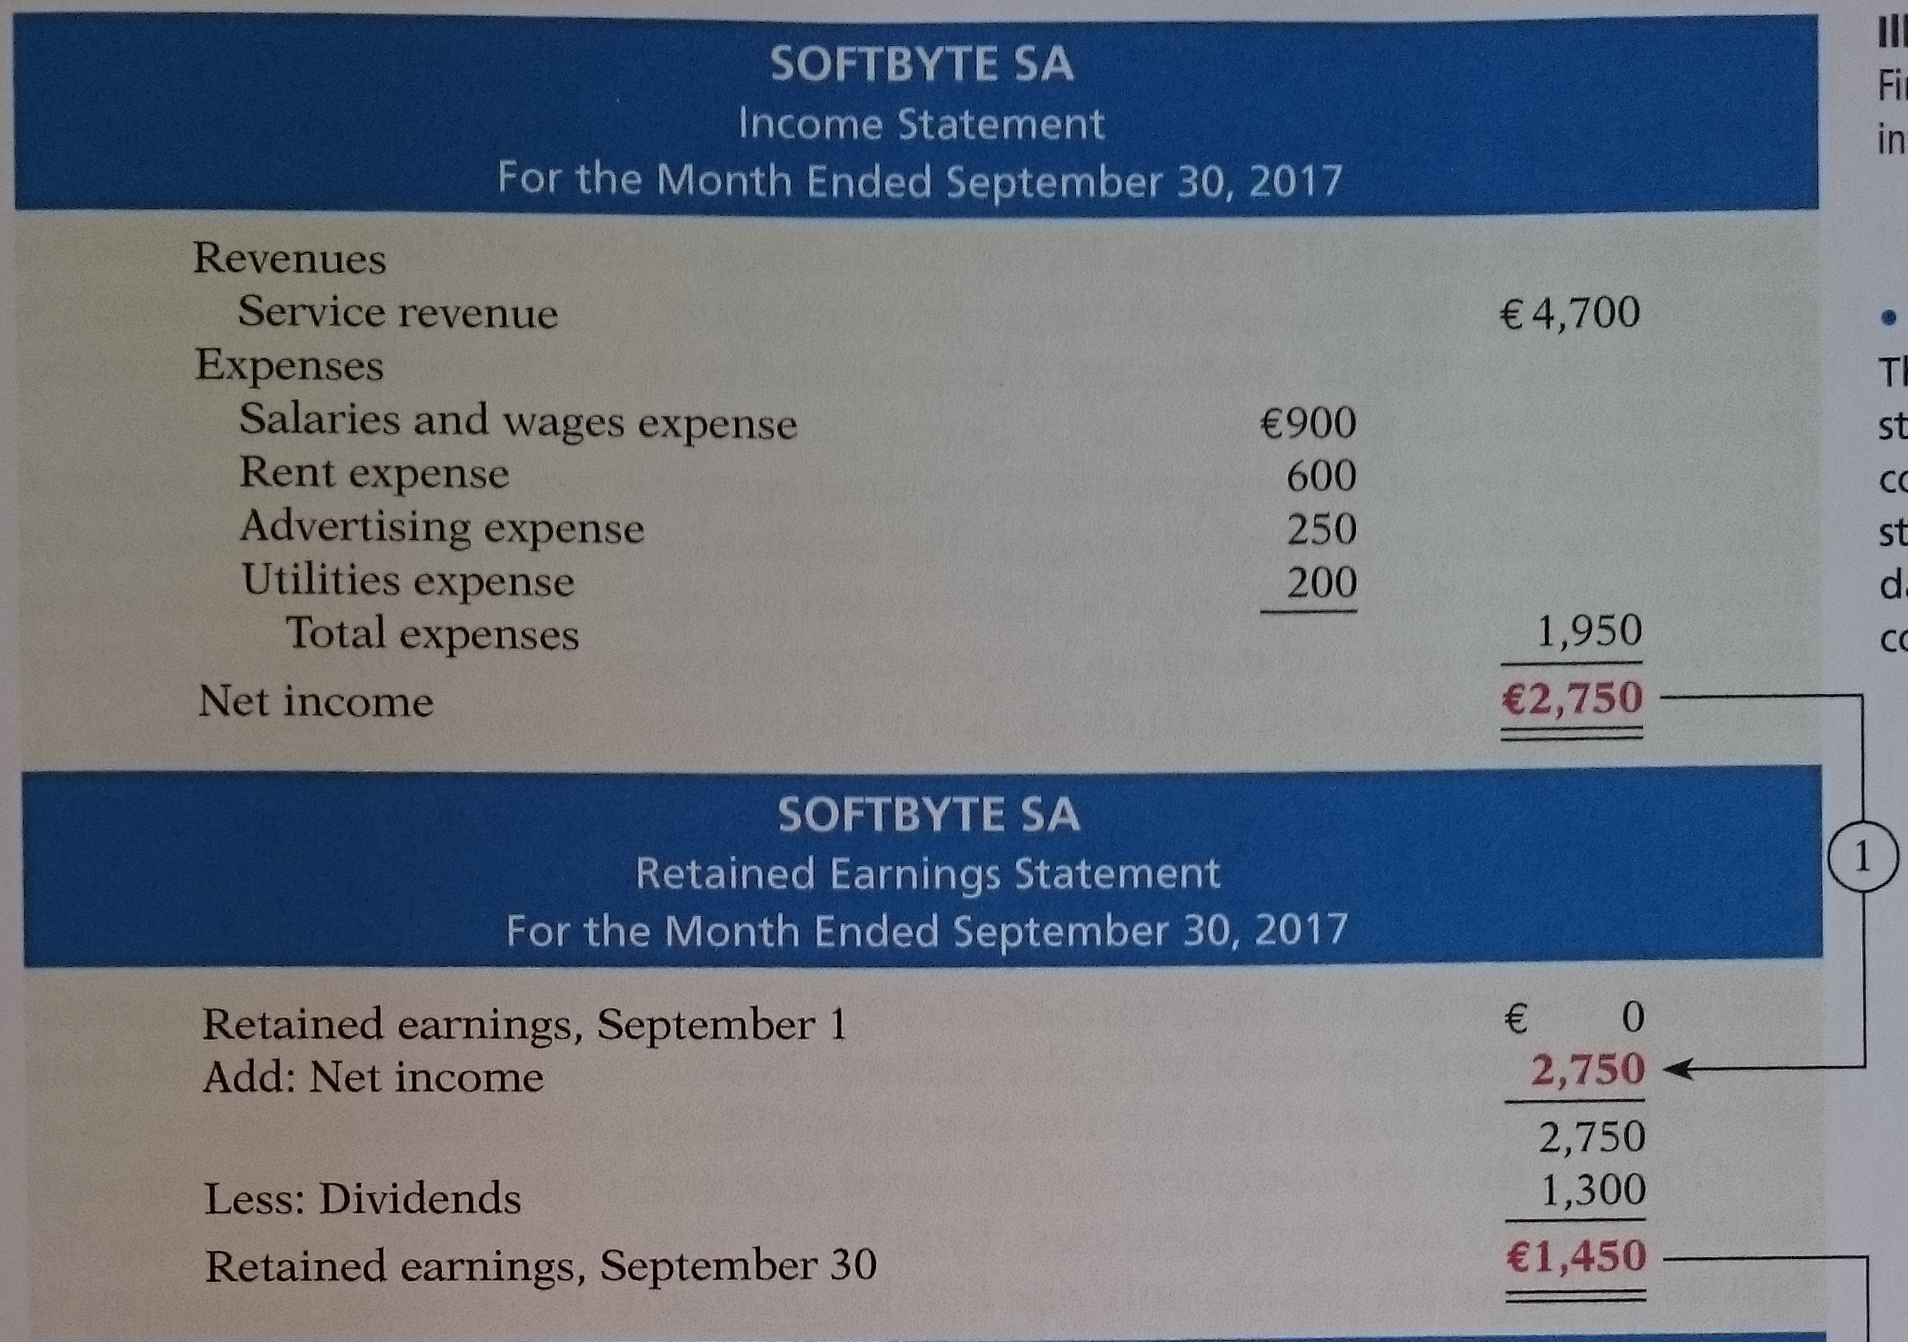 SOFTBYTE SA
Income Statement
For the Month Ended September 30, 2017
Revenues
Service revenue € 4,700
Expenses
Salaries and wages expense €900
Rent expense 600
Advertising expense 250
Utilities expense 200
Total expenses 1,950
Net income €2,750
SOFTBYTE SA
Retained Earnings Statement
For the Month Ended September 30, 2017
1
Retained earnings, September 1 € 0
Add: Net income 2,750
2,750
Less: Dividends 1,300
Retained earnings, September 30 €1,450